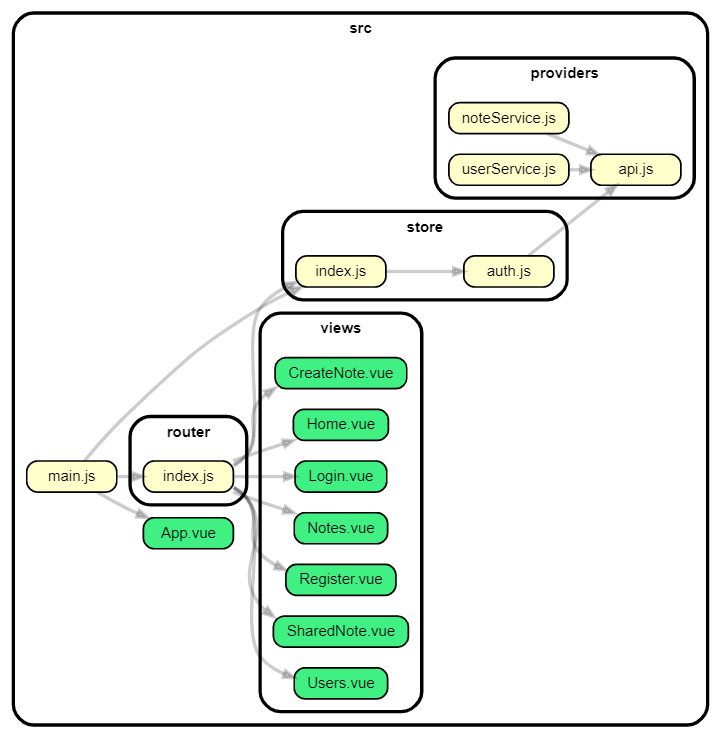 src
providers
noteService.js
userService.js
api.js
store
index.js
auth.js
views
CreateNote.vue
Home.vue
router
main.js
index.js
Login.vue
App.vue
Notes.vue
Register.vue
SharedNote.vue
Users.vue